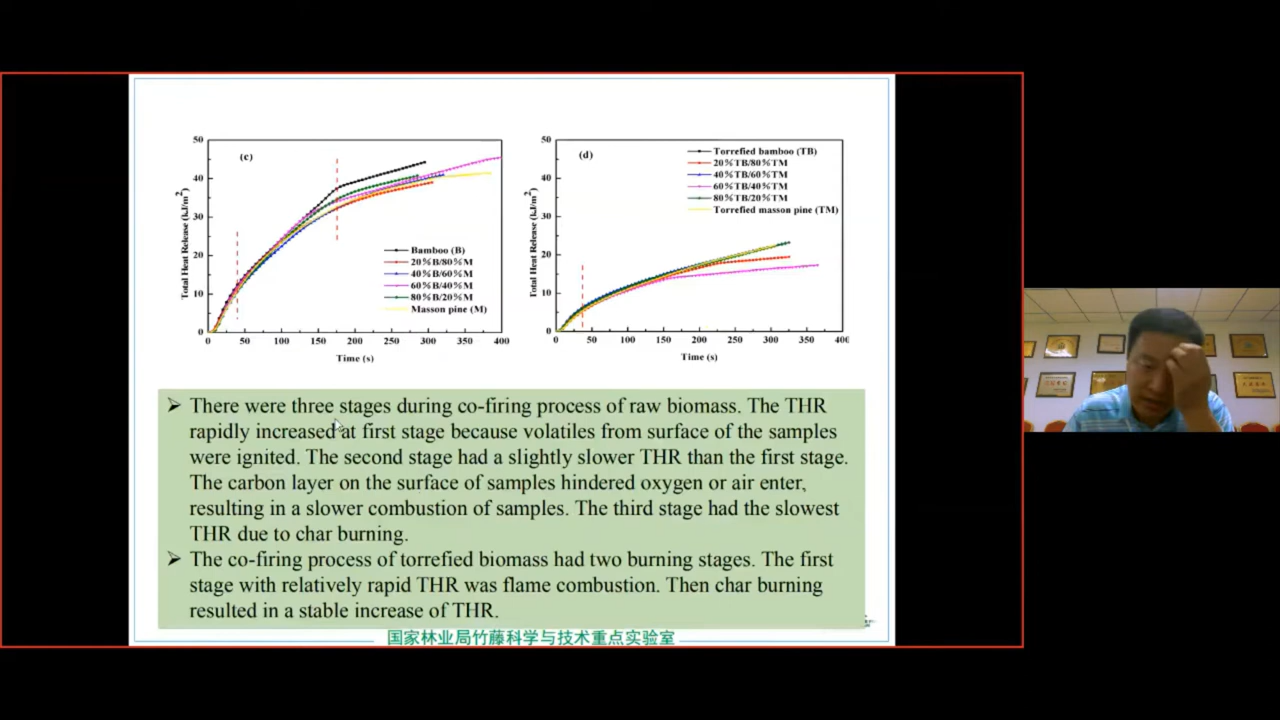 50
40
30
20
10
0
(c)
Total Heat Release (kJ/m2)
Bamboo (B)
20%B/80%M
40%B/60%M
60%B/40%M
80%B/20%M
Masson pine (M)
0 50 100 150 200 250 300 350 400
Time (s)
50
40
30
20
10
0
(d)
Total Heat Release (kJ/m2)
Torrefied bamboo (TB)
20%TB/80%TM
40%TB/60%TM
60%TB/40%TM
80%TB/20%TM
Torrefied masson pine (TM)
0 50 100 150 200 250 300 350 400
Time (s)
➢ There were three stages during co-firing process of raw biomass. The THR
rapidly increased at first stage because volatiles from surface of the samples
were ignited. The second stage had a slightly slower THR than the first stage.
The carbon layer on the surface of samples hindered oxygen or air enter,
resulting in a slower combustion of samples. The third stage had the slowest
THR due to char burning.
➢ The co-firing process of torrefied biomass had two burning stages. The first
stage with relatively rapid THR was flame combustion. Then char burning
resulted in a stable increase of THR.
国家林业局竹藤科学与技术重点实验室